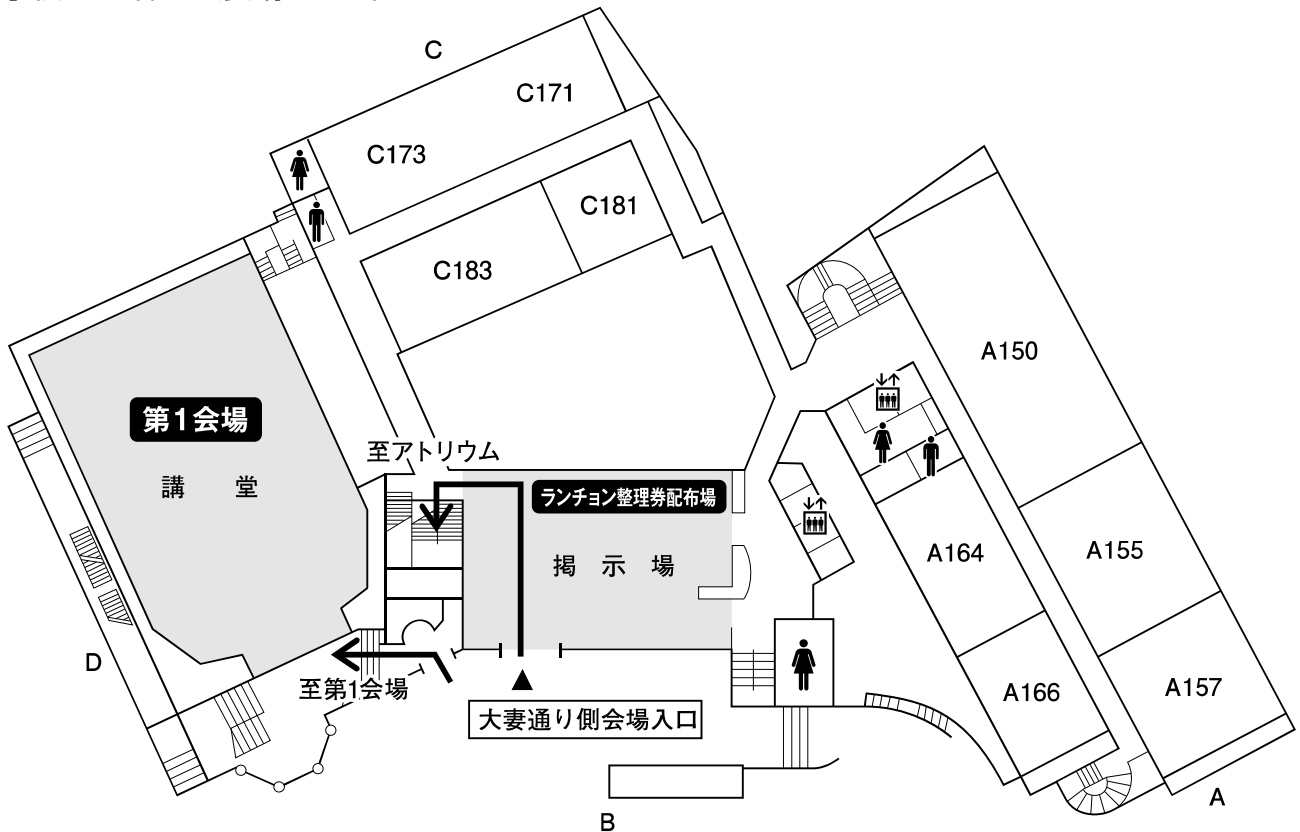 C
C171
C173
C181
C183
A150
第1会場
至アトリウム
講 堂
ランチョン整理券配布場
掲 示 場
A164
A155
D
至第1会場
A166
A157
大妻通り側会場入口
A
B